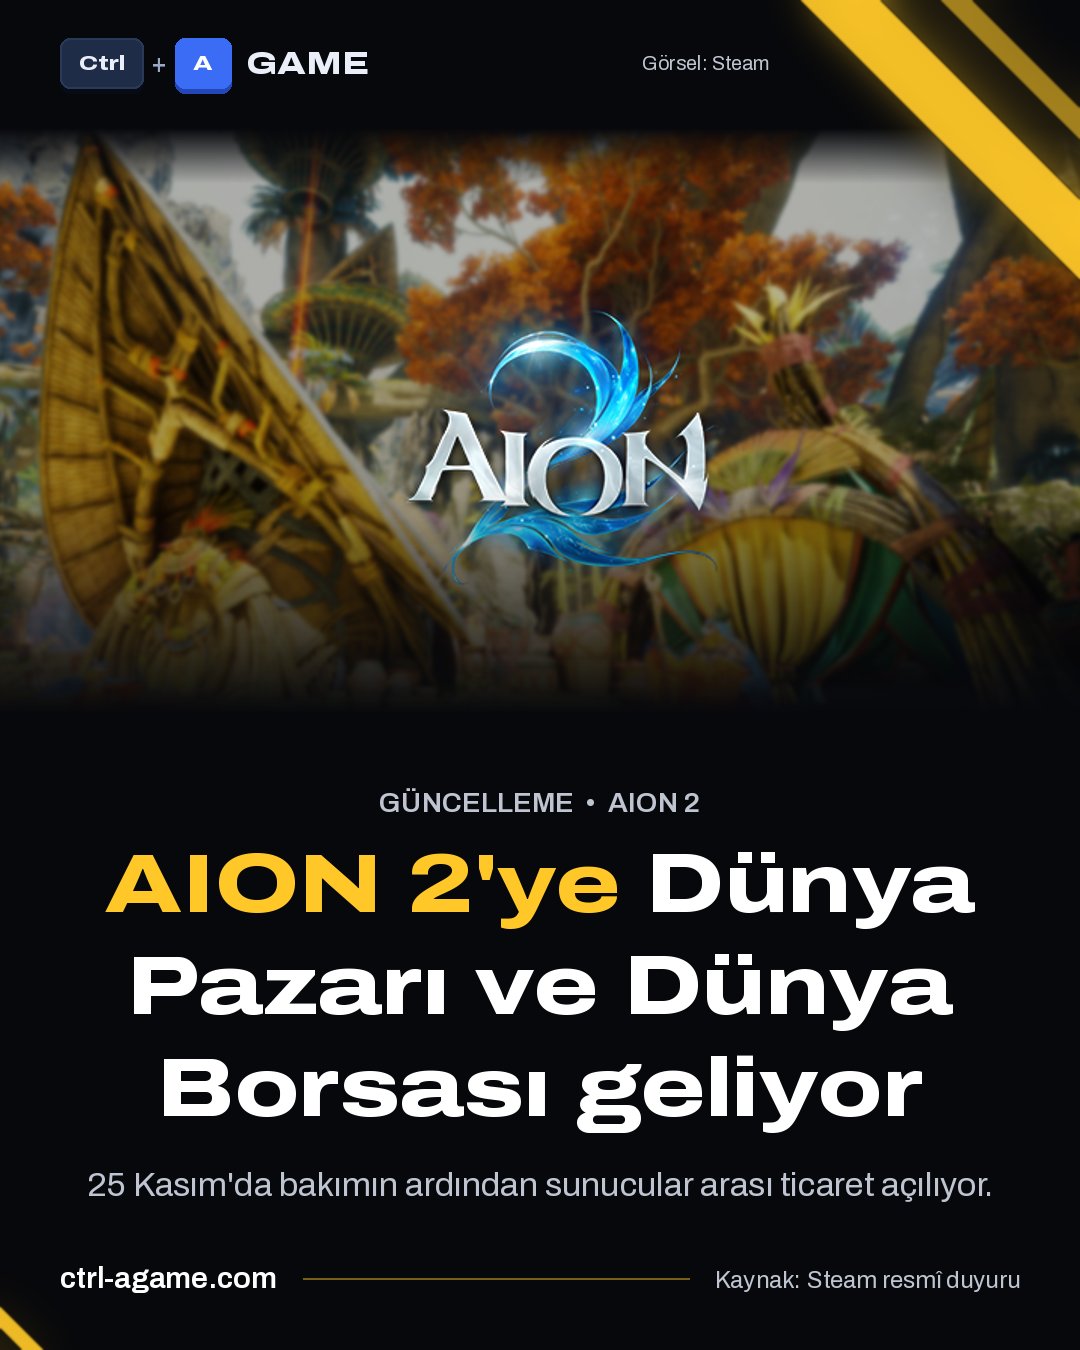 Ctrl + A GAME
Görsel: Steam
AION 2
GÜNCELLEME • AION 2
AION 2'ye Dünya
Pazarı ve Dünya
Borsası geliyor
25 Kasım'da bakımın ardından sunucular arası ticaret açılıyor.
ctrl-agame.com
Kaynak: Steam resmî duyuru